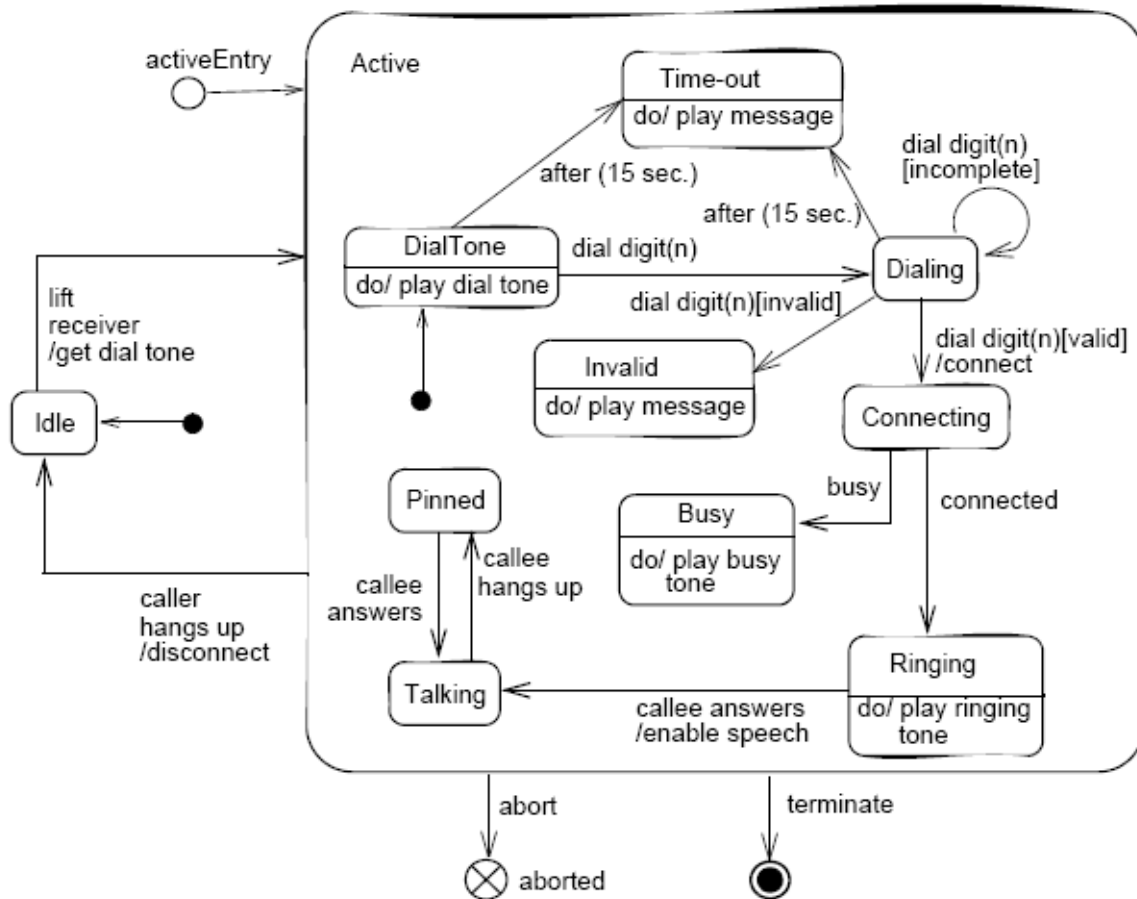 activeEntry
Active
Time-out
do/ play message
dial digit(n)
[incomplete]
after (15 sec.)
after (15 sec.)
DialTone
do/ play dial tone
dial digit(n)
Dialing
lift
receiver
/get dial tone
dial digit(n)[invalid]
dial digit(n)[valid]
/connect
Invalid
do/ play message
Idle
Connecting
Pinned
busy
connected
Busy
do/ play busy
tone
callee
hangs up
callee
answers
caller
hangs up
/disconnect
Talking
callee answers
/enable speech
Ringing
do/ play ringing
tone
abort
terminate
aborted